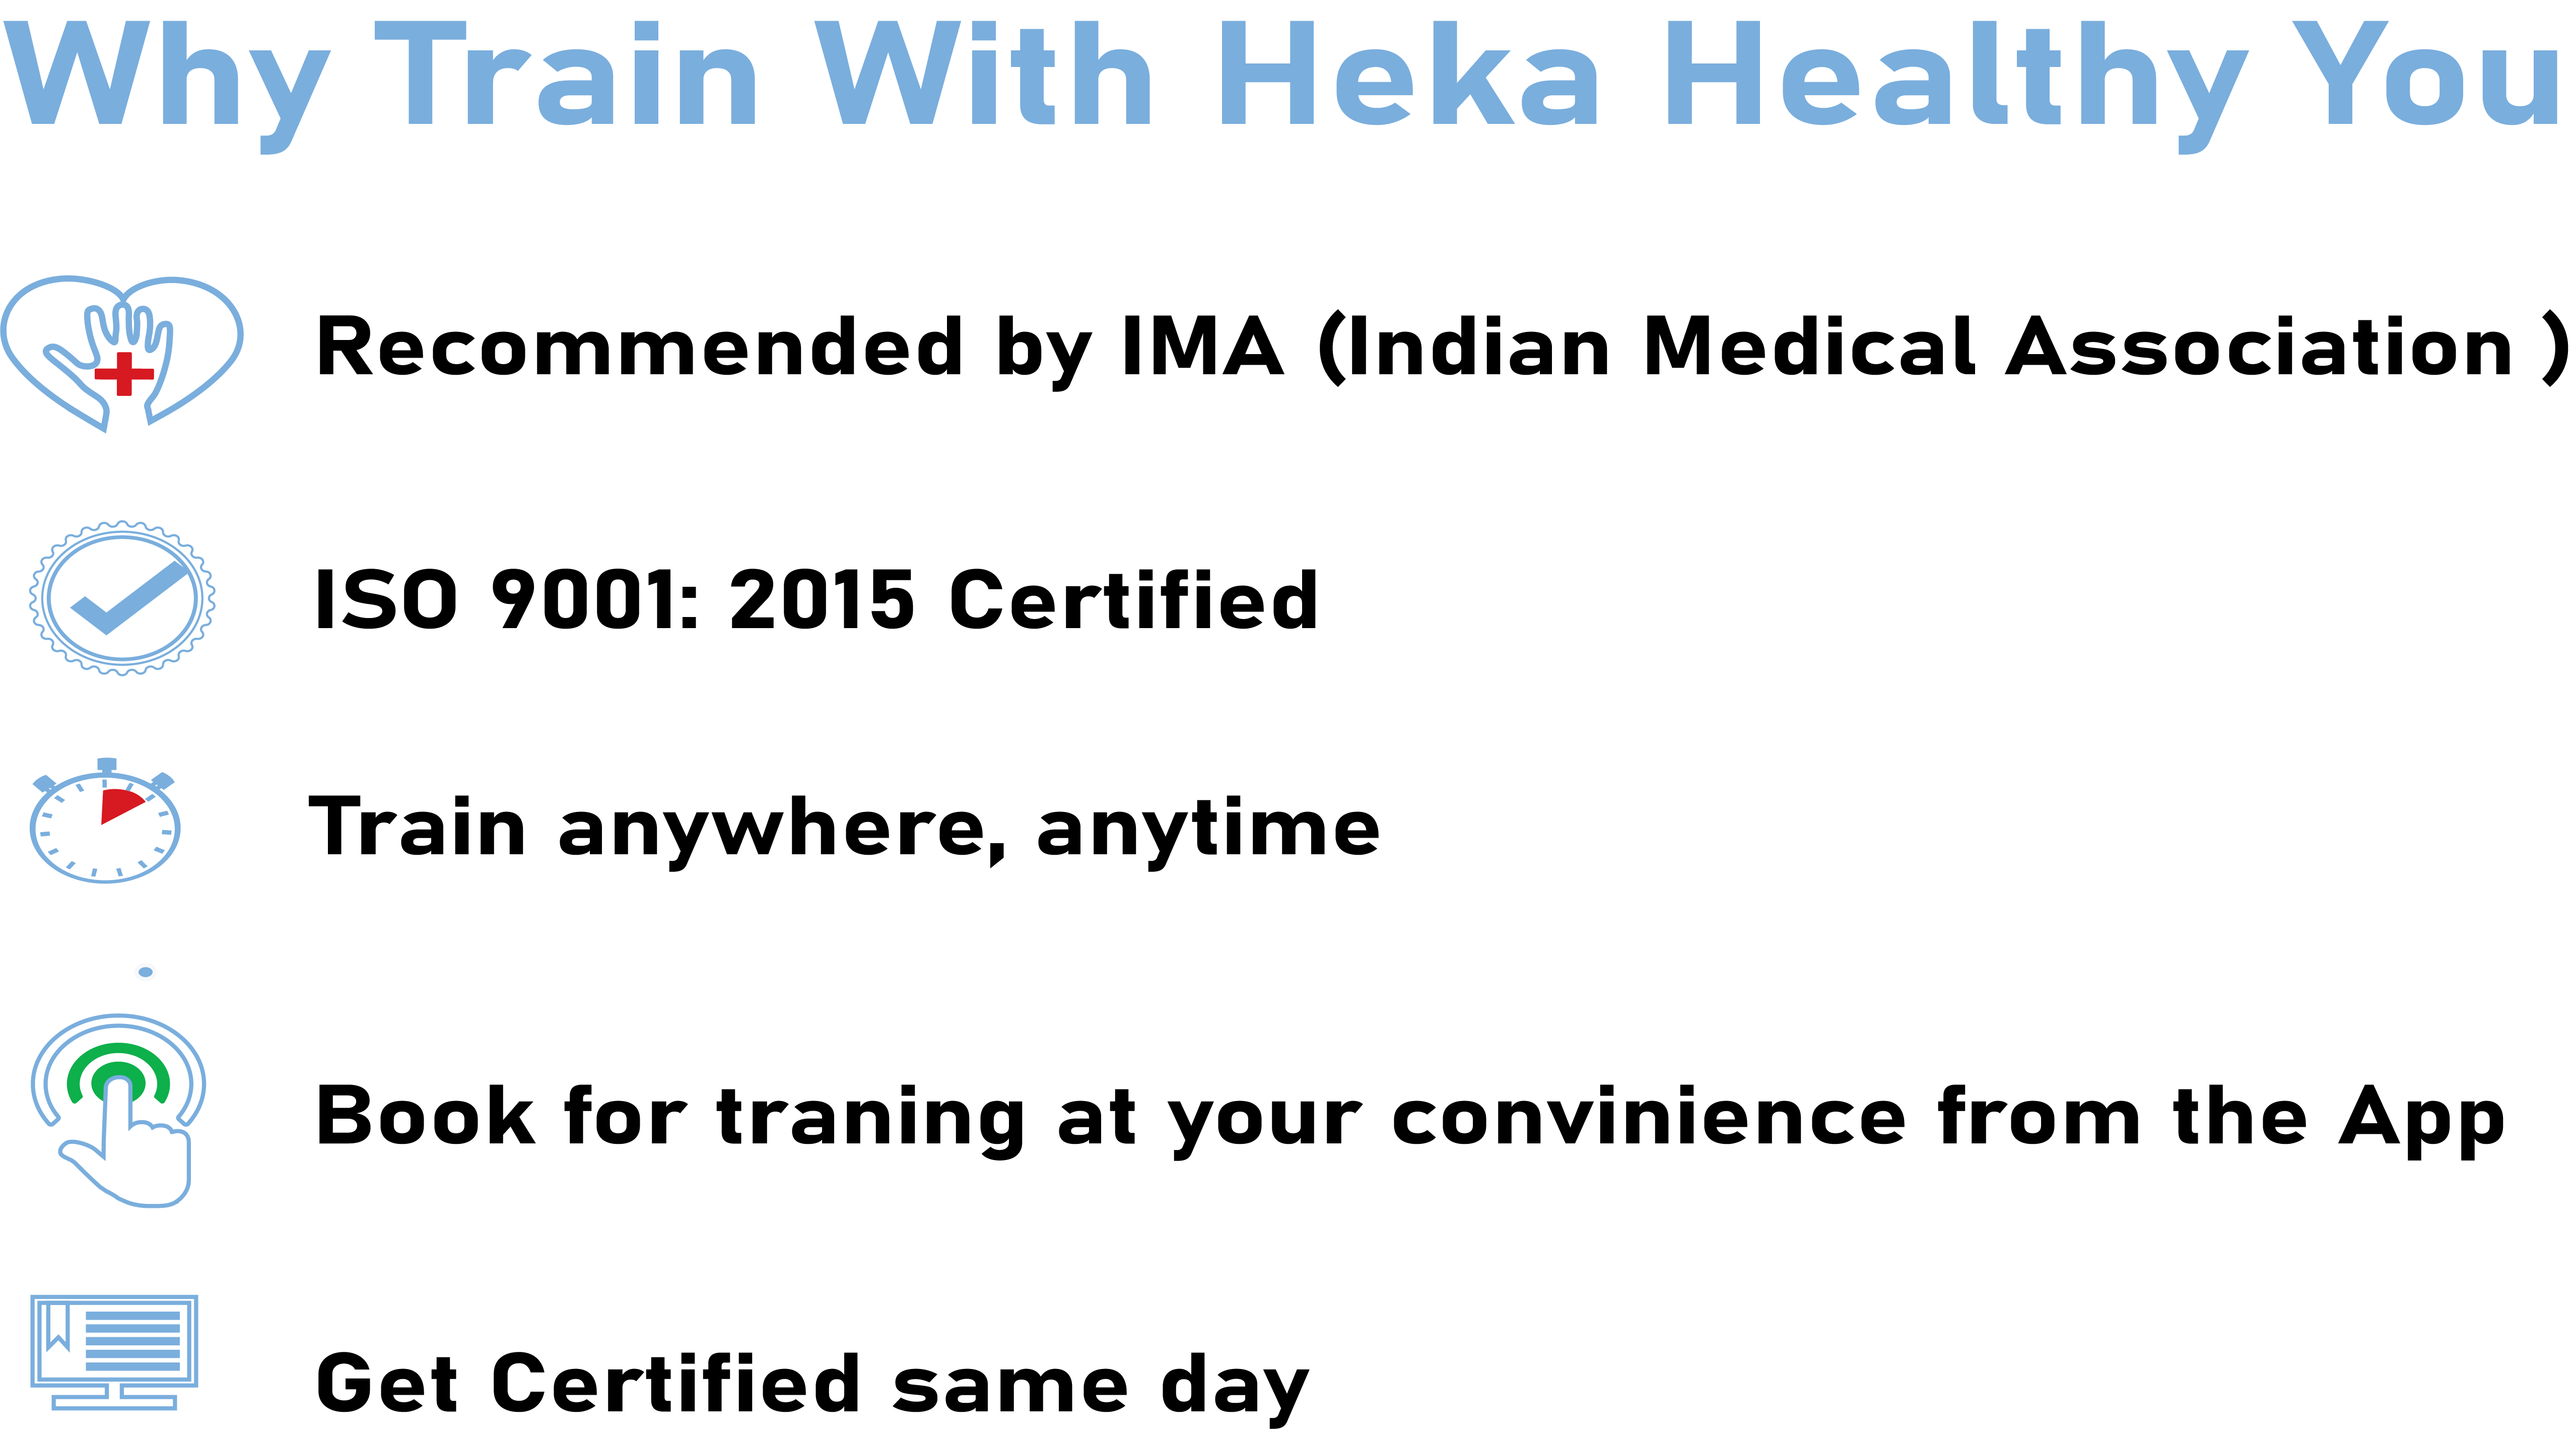 Why Train With Heka Healthy You
Recommended by IMA (Indian Medical Association )
ISO 9001: 2015 Certified
Train anywhere, anytime
Book for traning at your convinience from the App
Get Certified same day